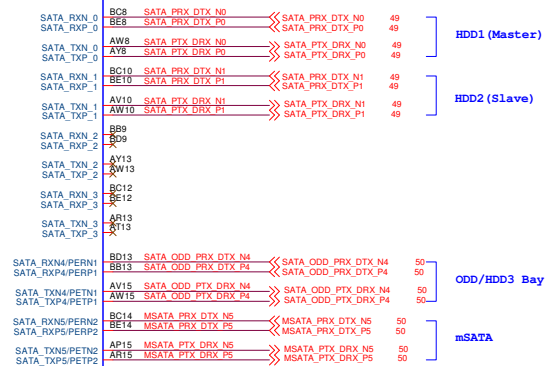 SATA_RXN_0 BC8 SATA_PRX_DTX_N0 SATA_PRX_DTX_N0 49
SATA_RXP_0 BE8 SATA_PRX_DTX_P0 SATA_PRX_DTX_P0 49
HDD1(Master)
SATA_TXN_0 AW8 SATA_PTX_DRX_N0 SATA_PTX_DRX_N0 49
SATA_TXP_0 AY8 SATA_PTX_DRX_P0 SATA_PTX_DRX_P0 49
SATA_RXN_1 BC10 SATA_PRX_DTX_N1 SATA_PRX_DTX_N1 49
SATA_RXP_1 BE10 SATA_PRX_DTX_P1 SATA_PRX_DTX_P1 49
HDD2(Slave)
SATA_TXN_1 AV10 SATA_PTX_DRX_N1 SATA_PTX_DRX_N1 49
SATA_TXP_1 AW10 SATA_PTX_DRX_P1 SATA_PTX_DRX_P1 49
SATA_RXN_2 BB9
SATA_RXP_2 BD9
SATA_TXN_2 AY13
SATA_TXP_2 AW13
SATA_RXN_3 BC12
SATA_RXP_3 BE12
SATA_TXN_3 AR13
SATA_TXP_3 AT13
SATA_RXN4/PERN1 BD13 SATA_ODD_PRX_DTX_N4 SATA_ODD_PRX_DTX_N4 50
SATA_RXP4/PERP1 BB13 SATA_ODD_PRX_DTX_P4 SATA_ODD_PRX_DTX_P4 50
ODD/HDD3 Bay
SATA_TXN4/PETN1 AV15 SATA_ODD_PTX_DRX_N4 SATA_ODD_PTX_DRX_N4 50
SATA_TXP4/PETP1 AW15 SATA_ODD_PTX_DRX_P4 SATA_ODD_PTX_DRX_P4 50
SATA_RXN5/PERN2 BC14 MSATA_PRX_DTX_N5 MSATA_PRX_DTX_N5 50
SATA_RXP5/PERP2 BE14 MSATA_PRX_DTX_P5 MSATA_PRX_DTX_P5 50
mSATA
SATA_TXN5/PETN2 AP15 MSATA_PTX_DRX_N5 MSATA_PTX_DRX_N5 50
SATA_TXP5/PETP2 AR15 MSATA_PTX_DRX_P5 MSATA_PTX_DRX_P5 50